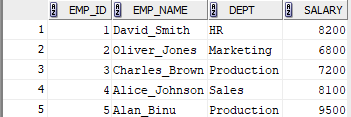 EMP_ID EMP_NAME DEPT SALARY
1 1 David_Smith HR 8200
2 2 Oliver_Jones Marketing 6800
3 3 Charles_Brown Production 7200
4 4 Alice_Johnson Sales 8100
5 5 Alan_Binu Production 9500